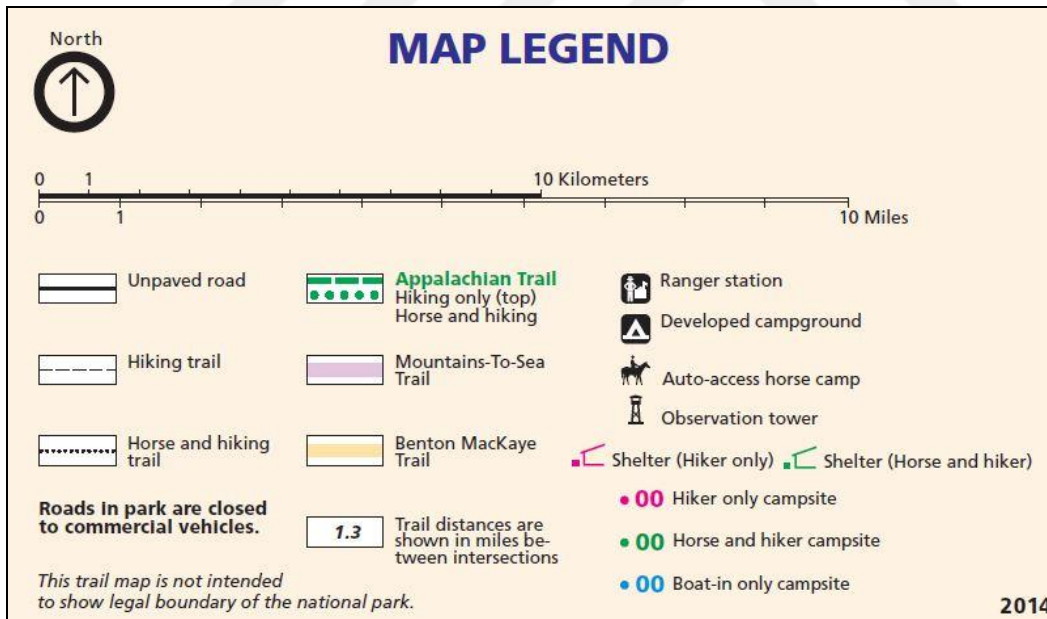 North
MAP LEGEND
0 1 10 Kilometers
0 1 10 Miles
Unpaved road
Hiking trail
Horse and hiking
trail
Roads in park are closed
to commercial vehicles.
This trail map is not intended
to show legal boundary of the national park.
Appalachian Trail
Hiking only (top)
Horse and hiking
Mountains-To-Sea
Trail
Benton MacKaye
Trail
1.3 Trail distances are
shown in miles be-
tween intersections
Ranger station
Developed campground
Auto-access horse camp
Observation tower
Shelter (Hiker only) Shelter (Horse and hiker)
00 Hiker only campsite
00 Horse and hiker campsite
00 Boat-in only campsite
2014